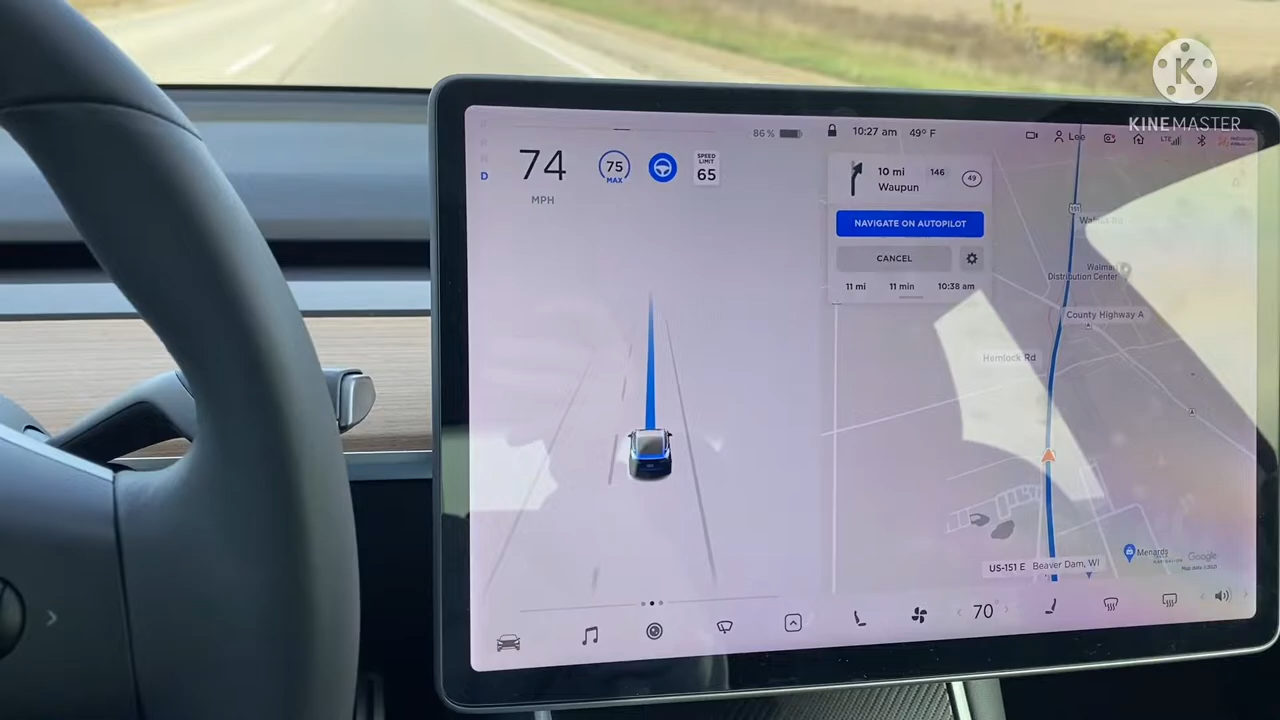 K
KINEMASTER
86 %
10:27 am
49° F
Lee
LTE
D
74
MPH
75
MAX
SPEED
LIMIT
65
10 mi
146
49
Waupun
NAVIGATE ON AUTOPILOT
CANCEL
11 mi
11 min
10:38 am
151
Walmart
Distribution Center
County Highway A
Hemlock Rd
Menards
Google
US-151 E
Beaver Dam, WI
70